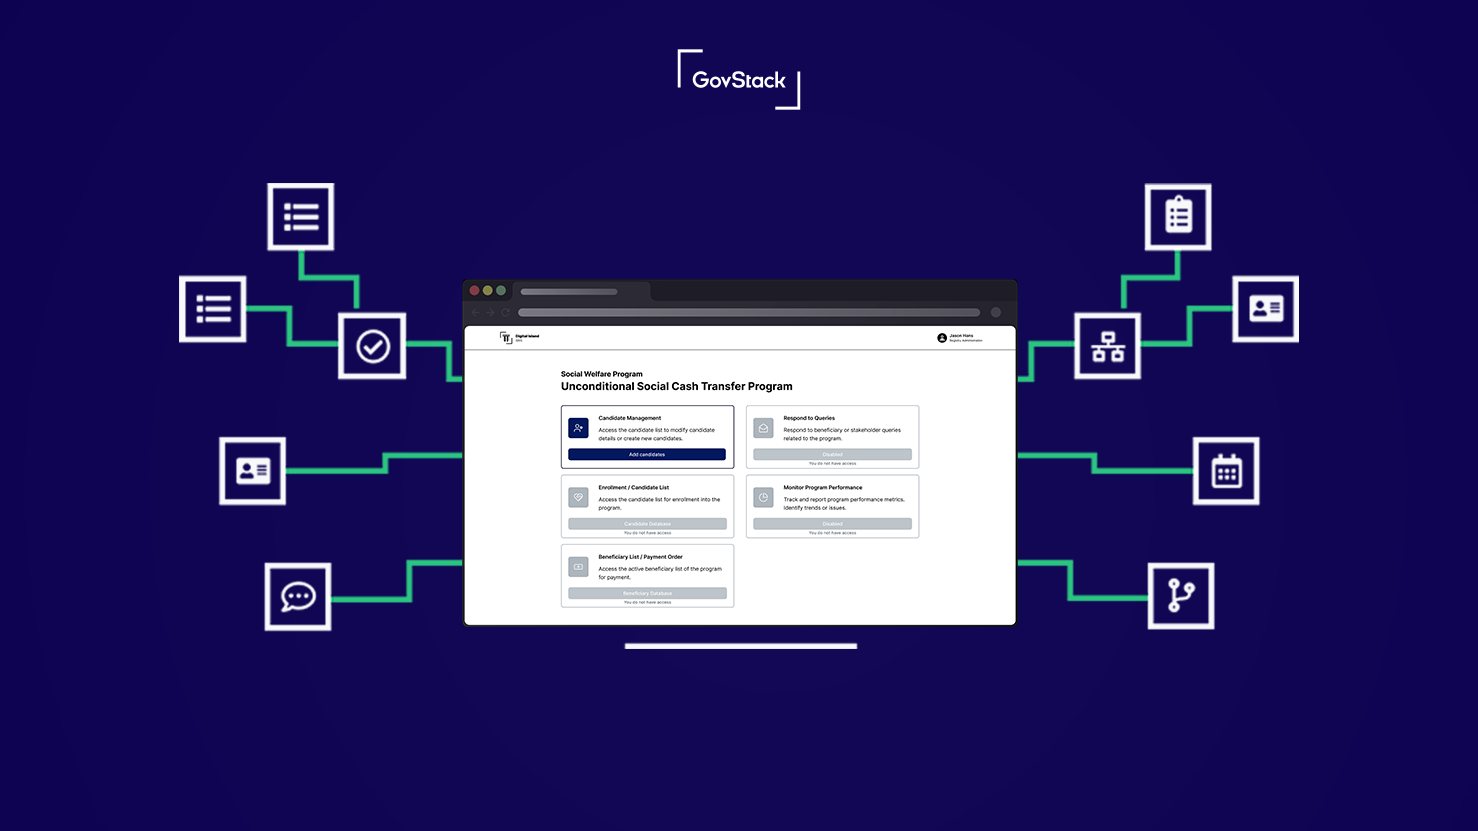 GovStack
Digital Island
Jason Hans
Registry Administrator
Social Welfare Program
Unconditional Social Cash Transfer Program
Candidate Management
Access the candidate list to modify candidate
details or create new candidates.
Add candidates
Respond to Queries
Respond to beneficiary or stakeholder queries
related to the program.
Disabled
You do not have access
Enrollment / Candidate List
Access the candidate list for enrollment into the
program.
Candidate Database
You do not have access
Monitor Program Performance
Track and report program performance metrics.
Identify trends or issues.
Disabled
You do not have access
Beneficiary List / Payment Order
Access the active beneficiary list of the program
for payment.
Beneficiary Database
You do not have access